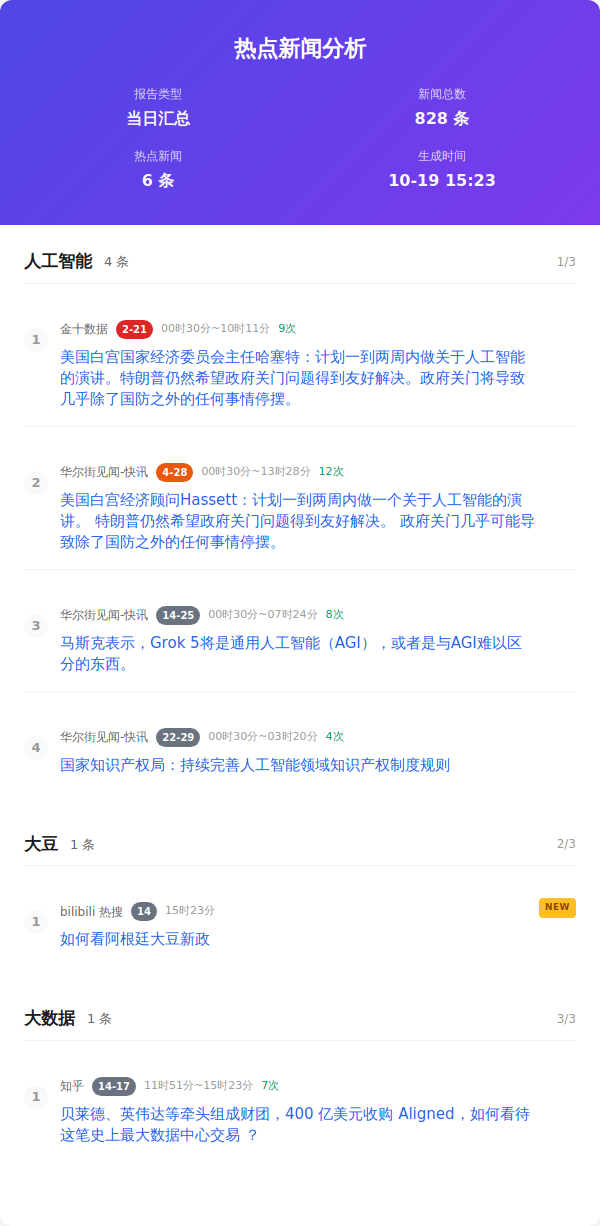 热点新闻分析
报告类型
新闻总数
当日汇总
828 条
热点新闻
生成时间
6 条
10-19 15:23
人工智能 4 条 1/3
1
金十数据 2-21 00时30分~10时11分 9次
美国白宫国家经济委员会主任哈塞特：计划一到两周内做关于人工智能
的演讲。特朗普仍然希望政府关门问题得到友好解决。政府关门将导致
几乎除了国防之外的任何事情停摆。
2
华尔街见闻-快讯 4-28 00时30分~13时28分 12次
美国白宫经济顾问Hassett：计划一到两周内做一个关于人工智能的演
讲。 特朗普仍然希望政府关门问题得到友好解决。 政府关门几乎可能导
致除了国防之外的任何事情停摆。
3
华尔街见闻-快讯 14-25 00时30分~07时24分 8次
马斯克表示，Grok 5将是通用人工智能（AGI），或者是与AGI难以区
分的东西。
4
华尔街见闻-快讯 22-29 00时30分~03时20分 4次
国家知识产权局：持续完善人工智能领域知识产权制度规则
大豆 1 条 2/3
1
bilibili 热搜 14 15时23分 NEW
如何看阿根廷大豆新政
大数据 1 条 3/3
1
知乎 14-17 11时51分~15时23分 7次
贝莱德、英伟达等牵头组成财团，400 亿美元收购 Aligned，如何看待
这笔史上最大数据中心交易 ？